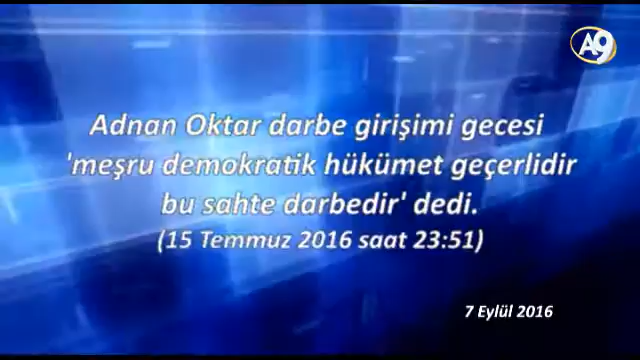 A9
Adnan Oktar darbe girişimi gecesi
'meşru demokratik hükümet geçerlidir
bu sahte darbedir' dedi.
(15 Temmuz 2016 saat 23:51)
7 Eylül 2016